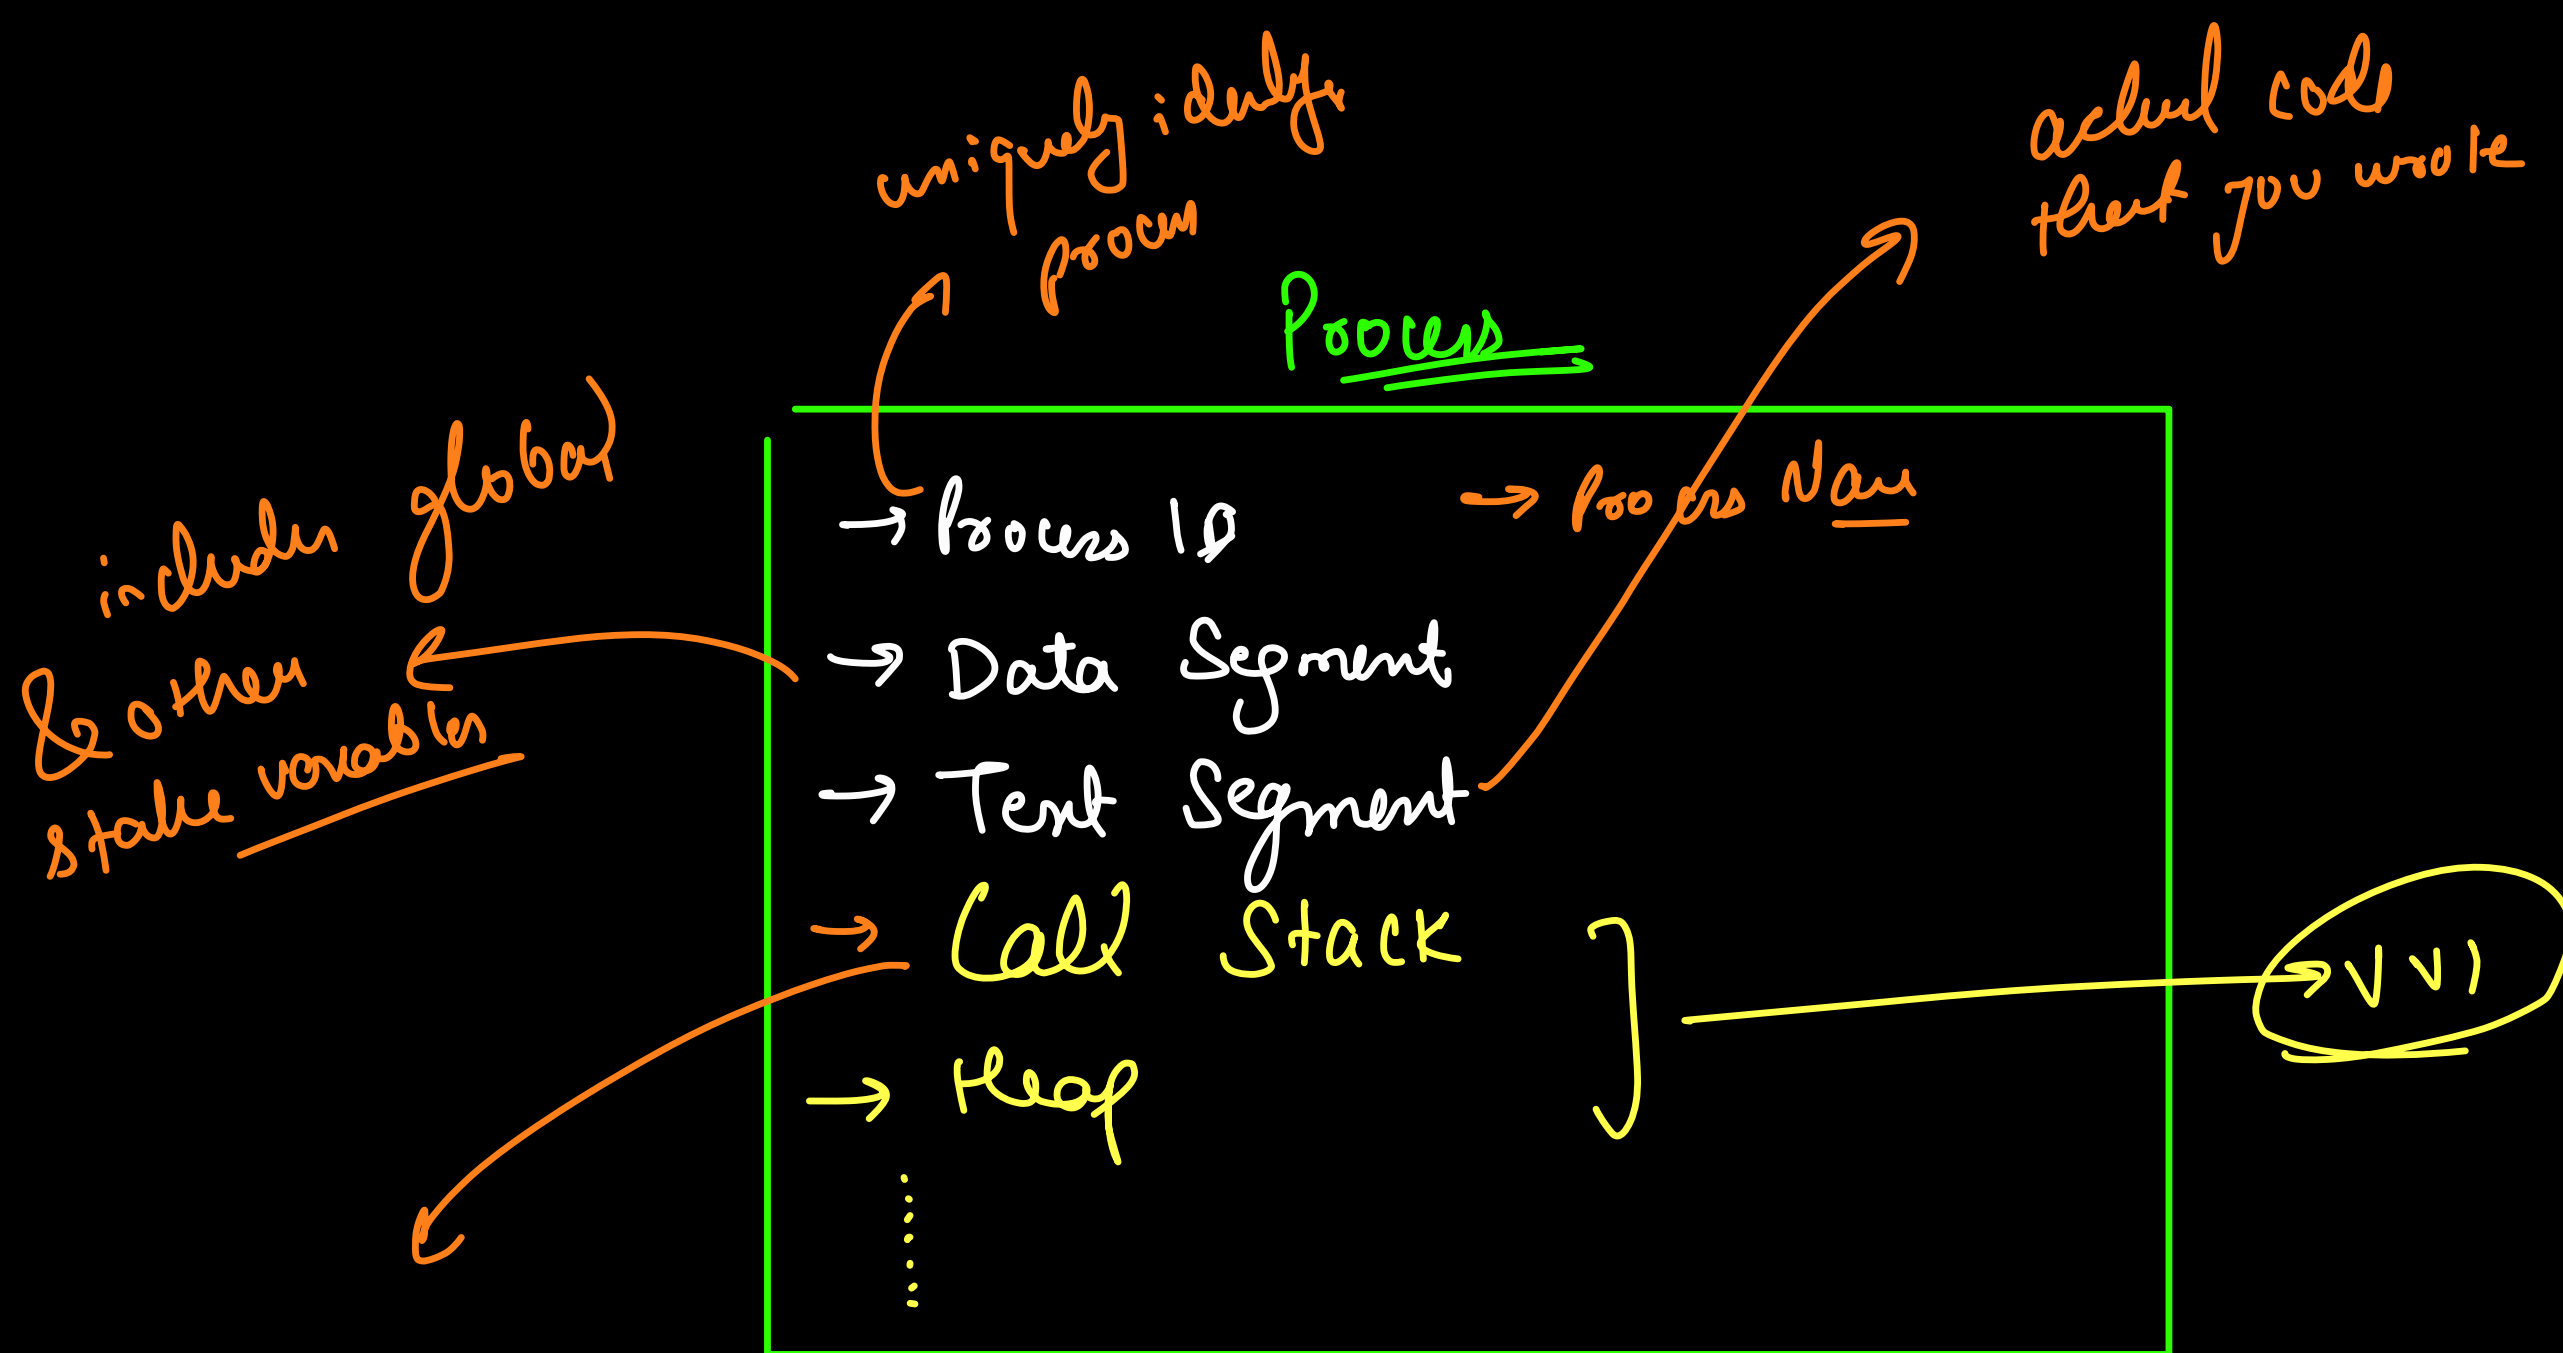 uniquely identify
process
actual code
that you wrote
Process
includes global
& other
static variables
→ Process ID
→ Process Name
→ Data Segment
→ Text Segment
→ Call Stack
→ Heap
VVI